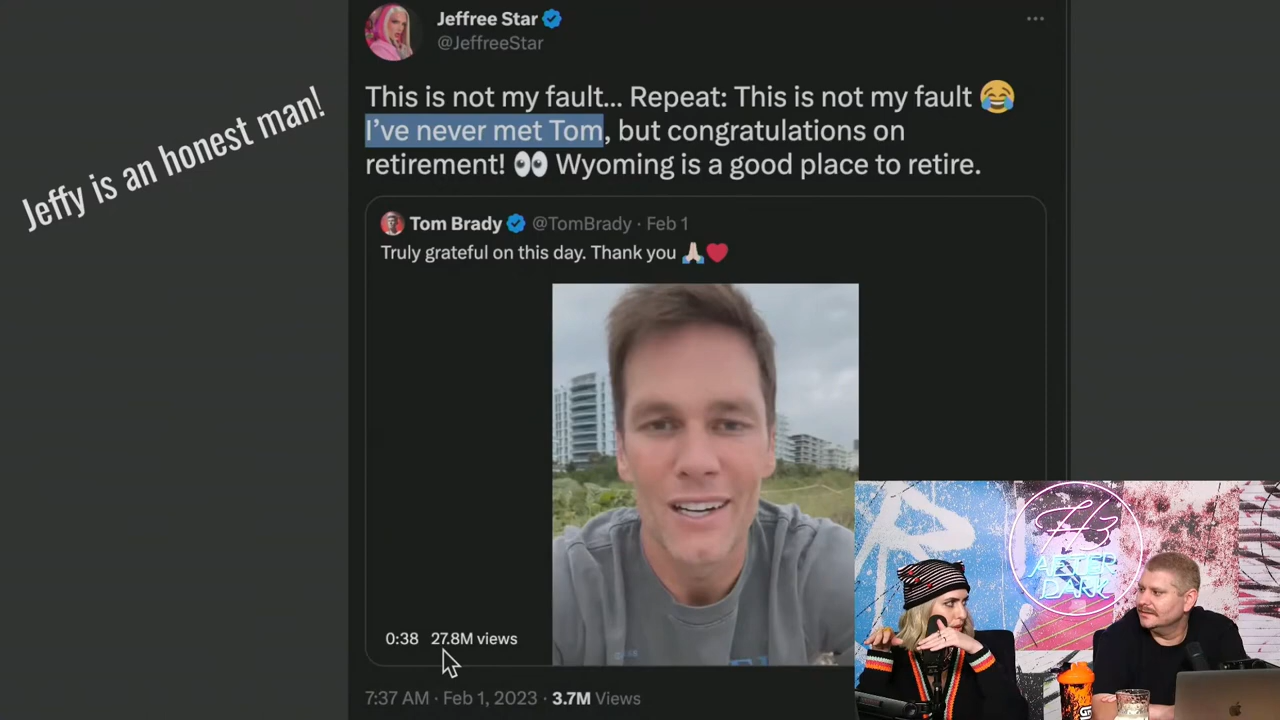 Jeffree Star
@JeffreeStar
Jeffy is an honest man!
This is not my fault... Repeat: This is not my fault 😂
I've never met Tom, but congratulations on
retirement! 👀 Wyoming is a good place to retire.
Tom Brady @TomBrady · Feb 1
Truly grateful on this day. Thank you 🙏🏻❤️
0:38 27.8M views
7:37 AM · Feb 1, 2023 · 3.7M Views
H3
AFTER
DARK